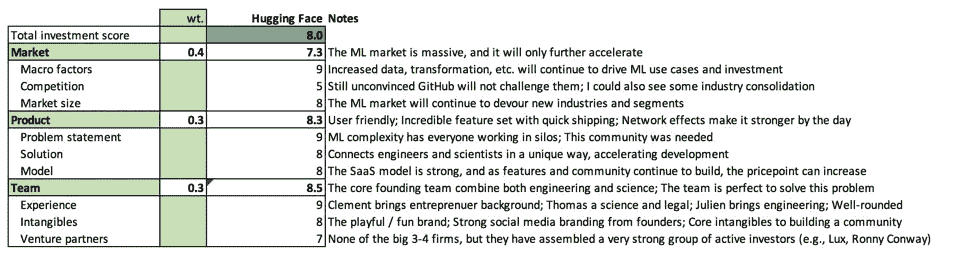 wt. Hugging Face Notes
Total investment score 8.0
Market 0.4 7.3 The ML market is massive, and it will only further accelerate
Macro factors 9 Increased data, transformation, etc. will continue to drive ML use cases and investment
Competition 5 Still unconvinced GitHub will not challenge them; I could also see some industry consolidation
Market size 8 The ML market will continue to devour new industries and segments
Product 0.3 8.3 User friendly; Incredible feature set with quick shipping; Network effects make it stronger by the day
Problem statement 9 ML complexity has everyone working in silos; This community was needed
Solution 8 Connects engineers and scientists in a unique way, accelerating development
Model 8 The SaaS model is strong, and as features and community continue to build, the pricepoint can increase
Team 0.3 8.5 The core founding team combine both engineering and science; The team is perfect to solve this problem
Experience 9 Clement brings entreprenuer background; Thomas a science and legal; Julien brings engineering; Well-rounded
Intangibles 8 The playful / fun brand; Strong social media branding from founders; Core intangibles to building a community
Venture partners 7 None of the big 3-4 firms, but they have assembled a very strong group of active investors (e.g., Lux, Ronny Conway)